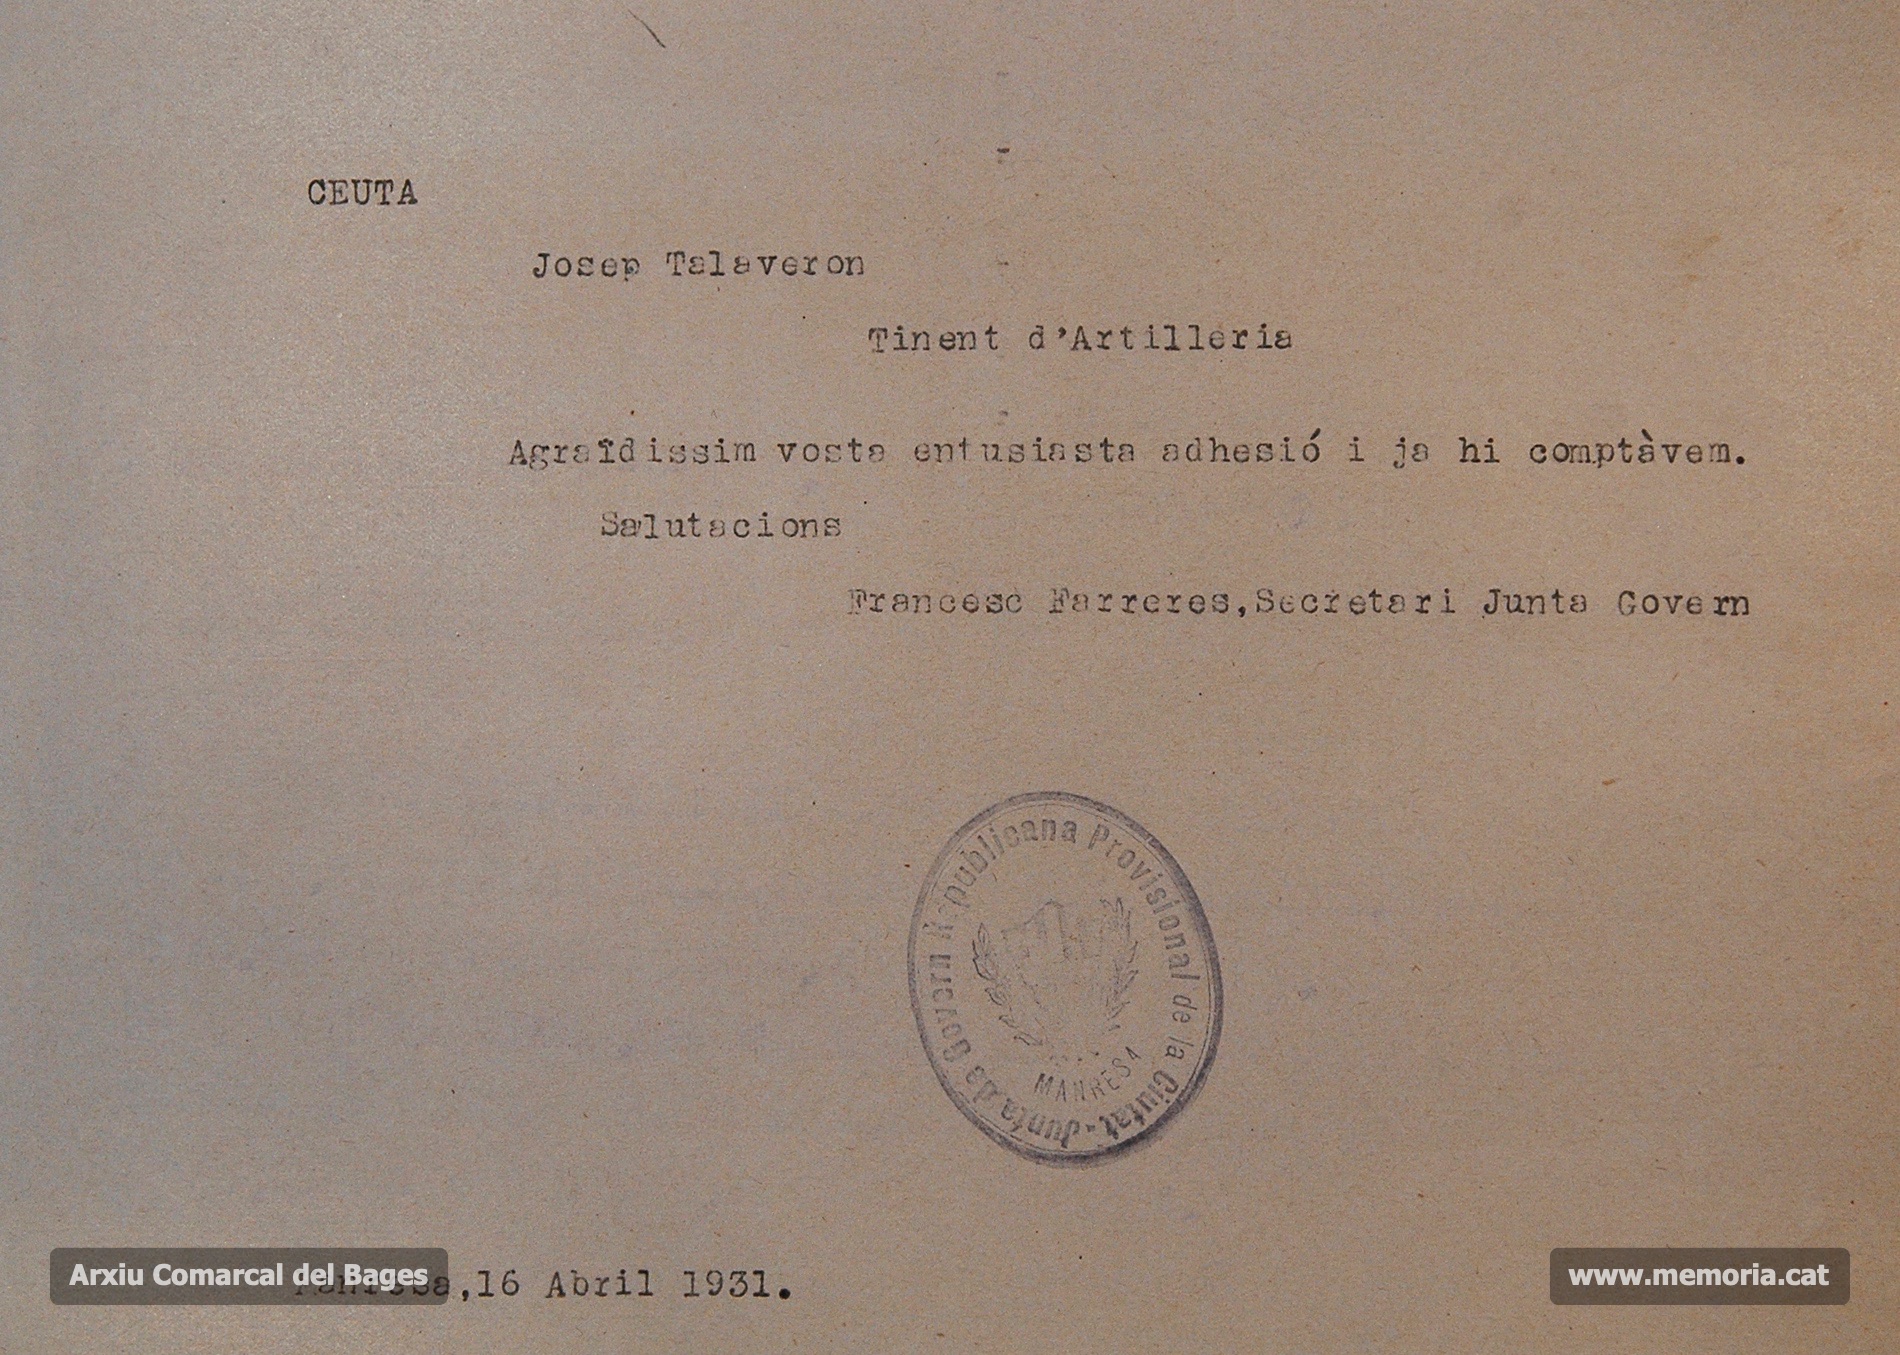 CEUTA
Josep Talaveron
Tinent d'Artilleria
Agraïdissim vosta entusiasta adhesió i ja hi comptàvem.
Salutacions
Francesc Farreres,Secretari Junta Govern
Junta de Govern Republicana Provisional de la Ciutat -
MANRESA
Manresa,16 Abril 1931.
Arxiu Comarcal del Bages
www.memoria.cat